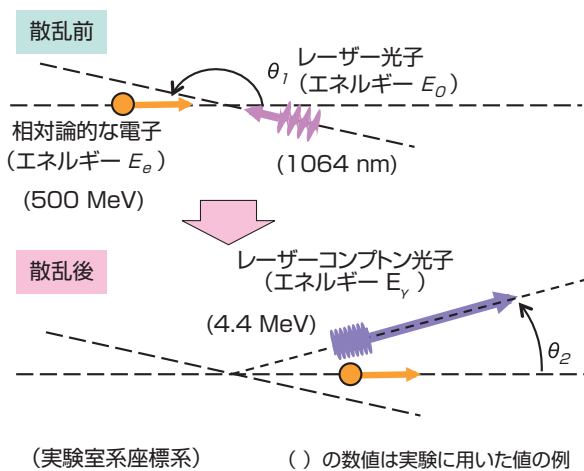 散乱前
θ1
レーザー光子
(エネルギー E0)
相対論的な電子
(エネルギー Ee)
(500 MeV)
(1064 nm)
散乱後
レーザーコンプトン光子
(エネルギー Eγ)
(4.4 MeV)
θ2
(実験室系座標系)
( )の数値は実験に用いた値の例